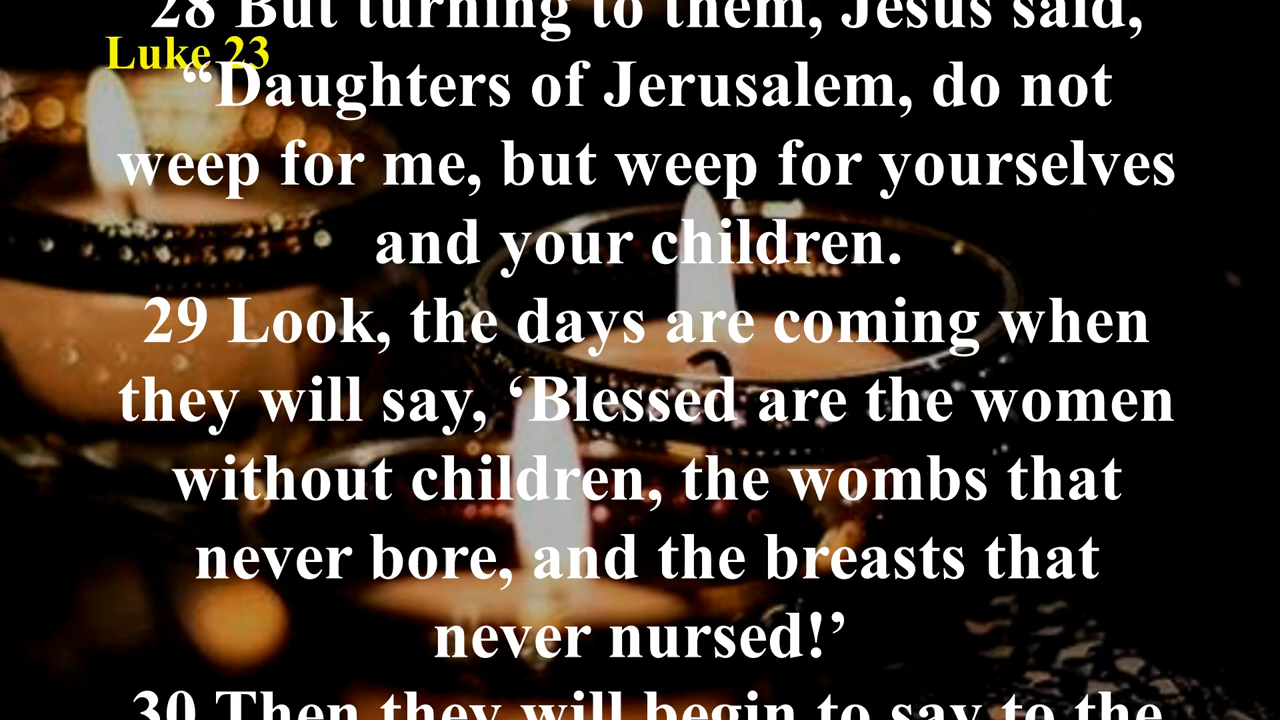 28 But turning to them, Jesus said,
Luke 23
“Daughters of Jerusalem, do not
weep for me, but weep for yourselves
and your children.
29 Look, the days are coming when
they will say, ‘Blessed are the women
without children, the wombs that
never bore, and the breasts that
never nursed!’
30 Then they will begin to say to the